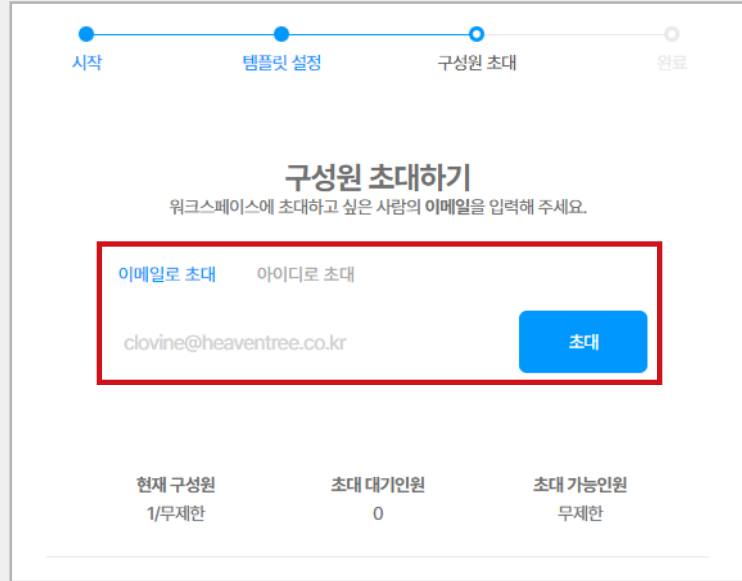 시작 템플릿 설정 구성원 초대 완료
구성원 초대하기
워크스페이스에 초대하고 싶은 사람의 이메일을 입력해 주세요.
이메일로 초대 아이디로 초대
clovine@heaventree.co.kr 초대
현재 구성원 초대 대기인원 초대 가능인원
1/무제한 0 무제한